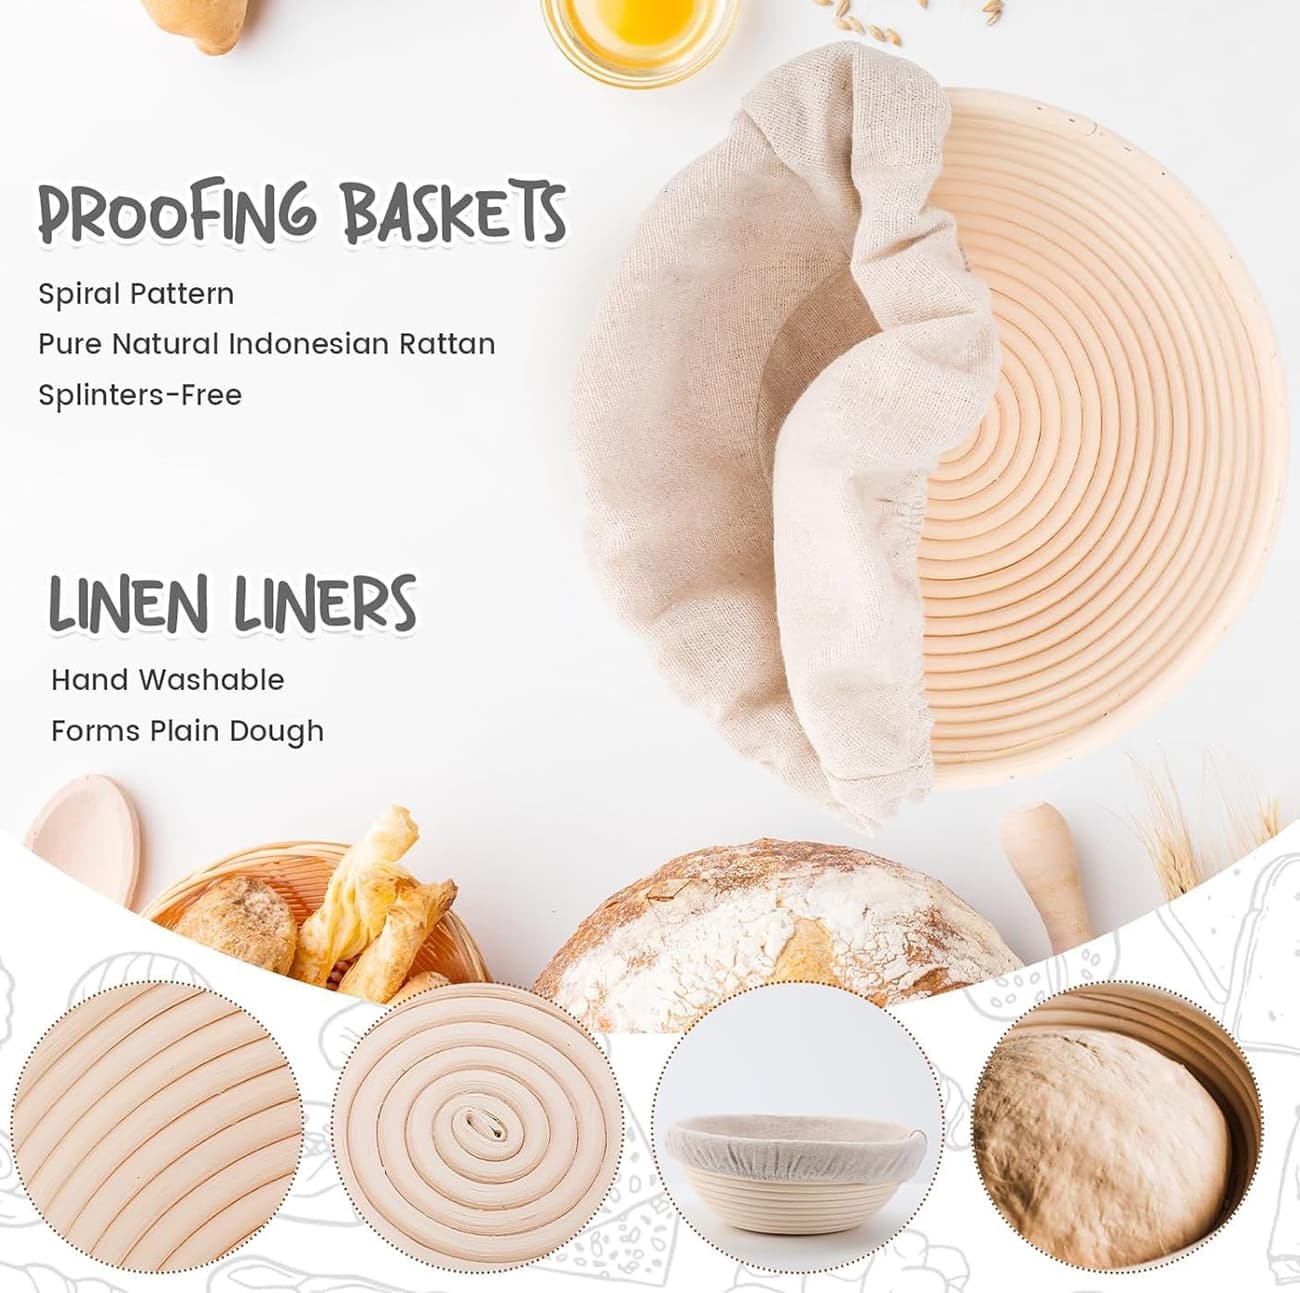 PROOFING BASKETS
Spiral Pattern
Pure Natural Indonesian Rattan
Splinters-Free
LINEN LINERS
Hand Washable
Forms Plain Dough